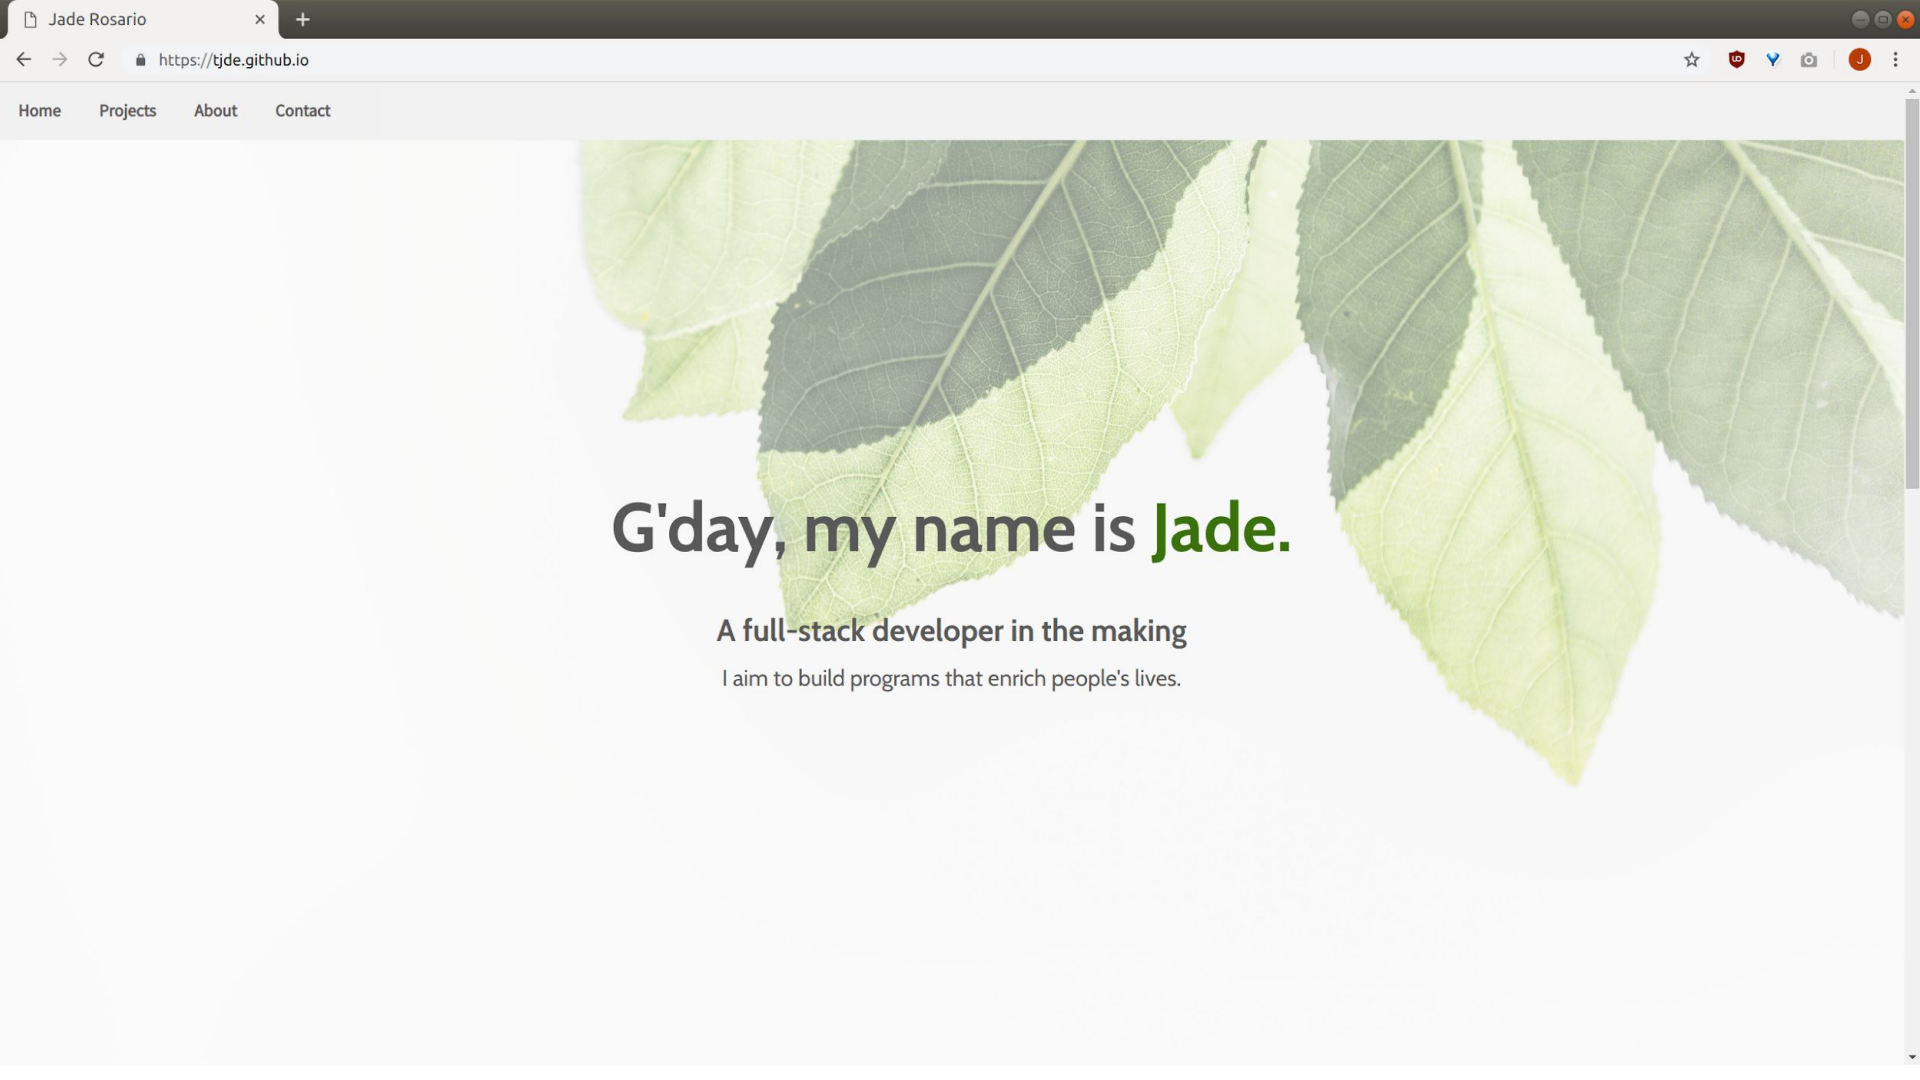 Jade Rosario
https://tjde.github.io
J
Home Projects About Contact
G'day, my name is Jade.
A full-stack developer in the making
I aim to build programs that enrich people's lives.